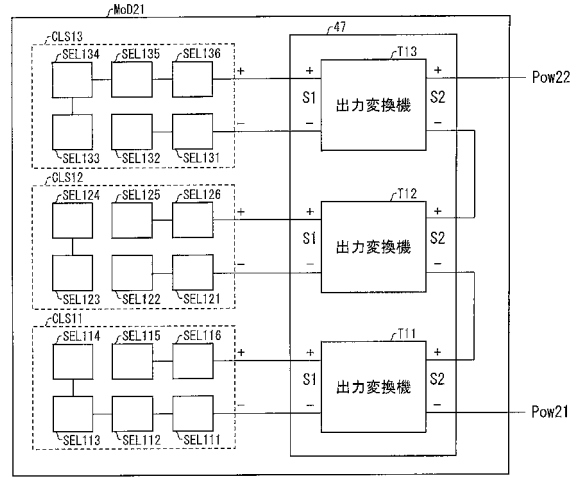 MoD21
CLS13
SEL134 SEL135 SEL136
SEL133 SEL132 SEL131
+
−
47
T13
+ S1 −
出力変換機
+ S2 −
Pow22
CLS12
SEL124 SEL125 SEL126
SEL123 SEL122 SEL121
+
−
T12
+ S1 −
出力変換機
+ S2 −
CLS11
SEL114 SEL115 SEL116
SEL113 SEL112 SEL111
+
−
T11
+ S1 −
出力変換機
+ S2 −
Pow21